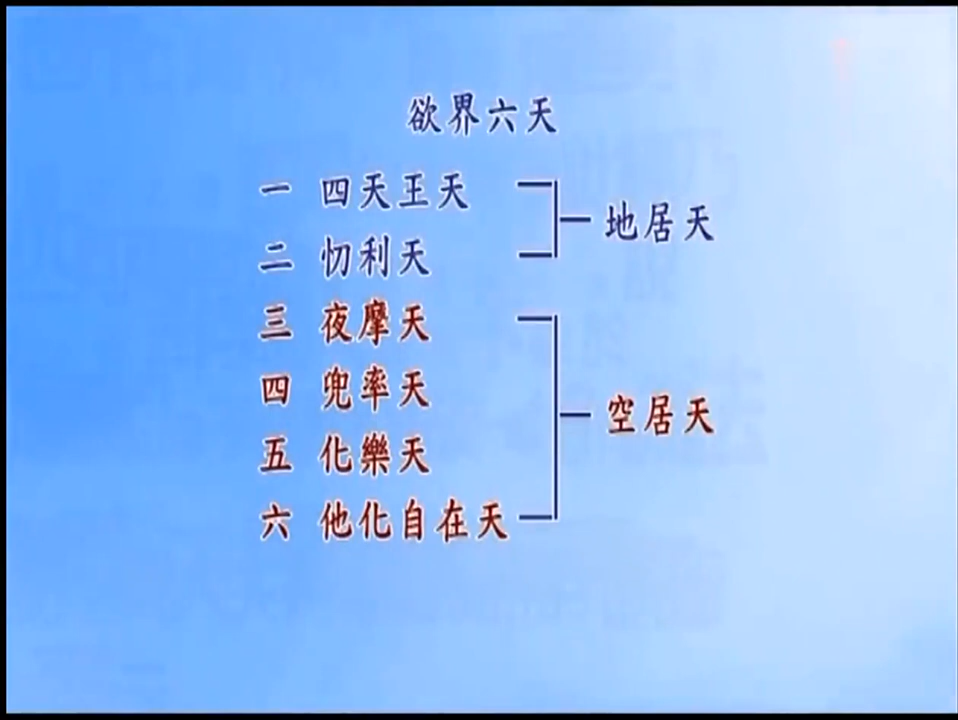 欲界六天
一 四天王天
二 忉利天
地居天
三 夜摩天
四 兜率天
五 化樂天
六 他化自在天
空居天